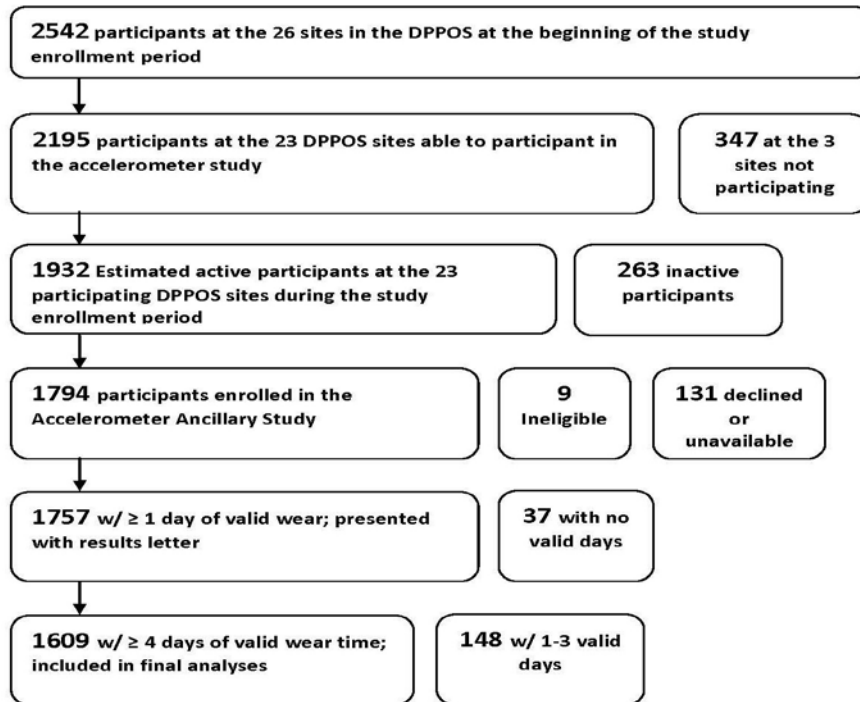 2542 participants at the 26 sites in the DPPOS at the beginning of the study
enrollment period
2195 participants at the 23 DPPOS sites able to participant in
the accelerometer study
347 at the 3
sites not
participating
1932 Estimated active participants at the 23
participating DPPOS sites during the study
enrollment period
263 inactive
participants
1794 participants enrolled in the
Accelerometer Ancillary Study
9
Ineligible
131 declined
or
unavailable
1757 w/ ≥ 1 day of valid wear; presented
with results letter
37 with no
valid days
1609 w/ ≥ 4 days of valid wear time;
included in final analyses
148 w/ 1-3 valid
days